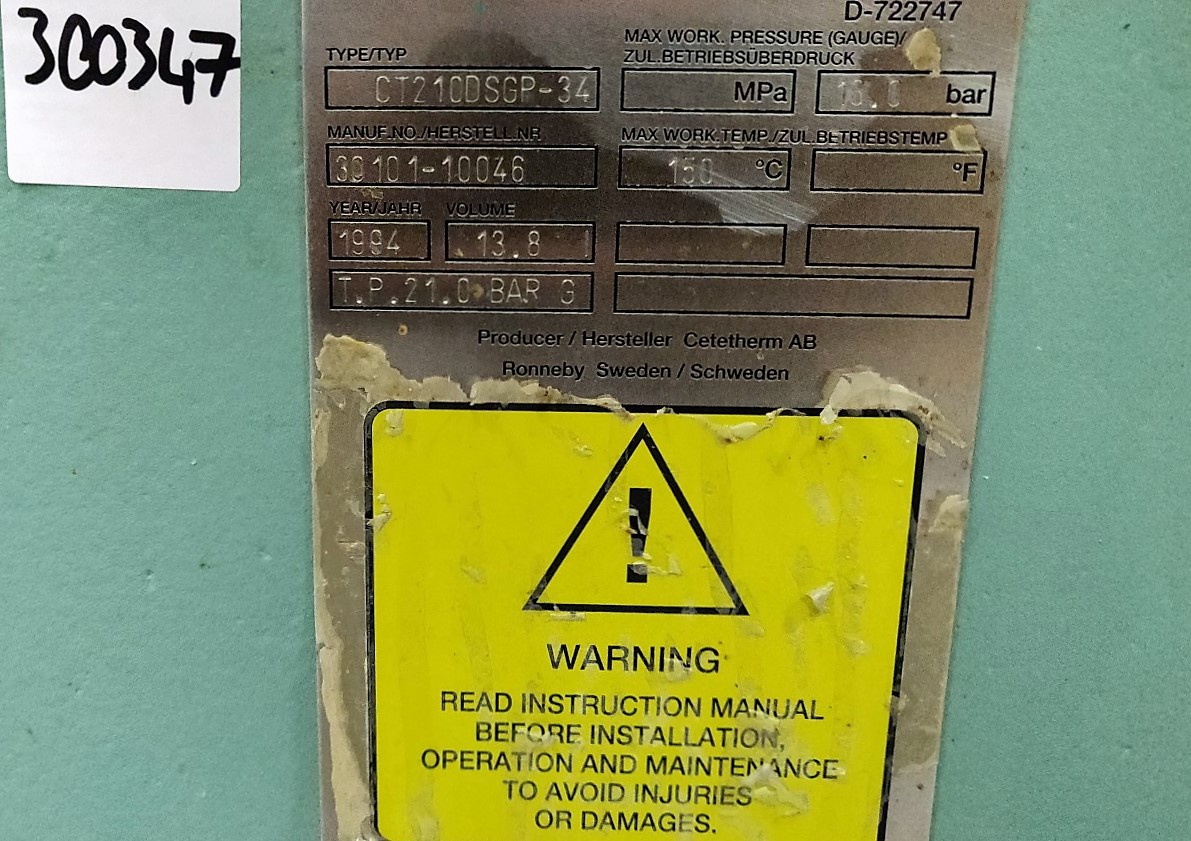 300347
D-722747
TYPE/TYP
CT210DSGP-34
MAX WORK. PRESSURE (GAUGE)/
ZUL.BETRIEBSÜBERDRUCK
MPa
bar
MANUF.NO./HERSTELL.NR
30101-10046
MAX WORK.TEMP./ZUL.BETRIEBSTEMP
150 °C
°F
YEAR/JAHR VOLUME
1994 13.8 l
T.P.21.0 BAR G
Producer / Hersteller Cetetherm AB
Ronneby Sweden / Schweden
!
WARNING
READ INSTRUCTION MANUAL
BEFORE INSTALLATION,
OPERATION AND MAINTENANCE
TO AVOID INJURIES
OR DAMAGES.